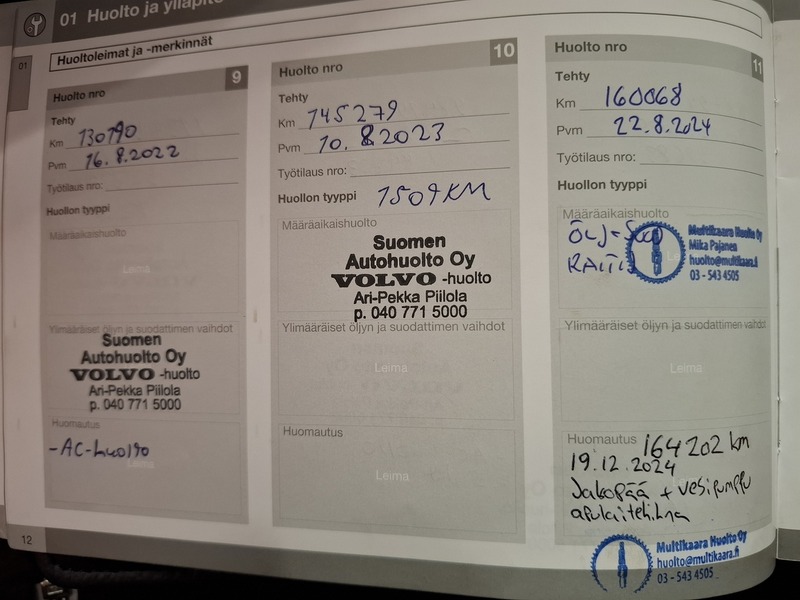 01 Huolto ja ylläpito
01
Huoltoleimat ja -merkinnät
Huolto nro 9
Tehty
Km 130190
Pvm 16.8.2022
Työtilaus nro:
Huollon tyyppi
Määräaikaishuolto
Leima
Ylimääräiset öljyn ja suodattimen vaihdot
Suomen
Autohuolto Oy
VOLVO -huolto
Ari-Pekka Piilola
p. 040 771 5000
Huomautus
-AC-huolto
Leima
12
Huolto nro 10
Tehty
Km 145279
Pvm 10.8.2023
Työtilaus nro:
Huollon tyyppi 150tKM
Määräaikaishuolto
Suomen
Autohuolto Oy
VOLVO -huolto
Ari-Pekka Piilola
p. 040 771 5000
Ylimääräiset öljyn ja suodattimen vaihdot
Leima
Huomautus
Leima
Huolto nro 11
Tehty
Km 160068
Pvm 22.8.2024
Työtilaus nro:
Huollon tyyppi
Määräaikaishuolto
ÖLJ-SUO
RAITIS
Multikaara Huolto Oy
Mika Pajanen
huolto@multikaara.fi
03 - 543 4505
Ylimääräiset öljyn ja suodattimen vaihdot
Leima
Huomautus 164202 km
19.12.2024
Jakopää + vesipumppu
apulaitehihna
Multikaara Huolto Oy
huolto@multikaara.fi
03 - 543 4505